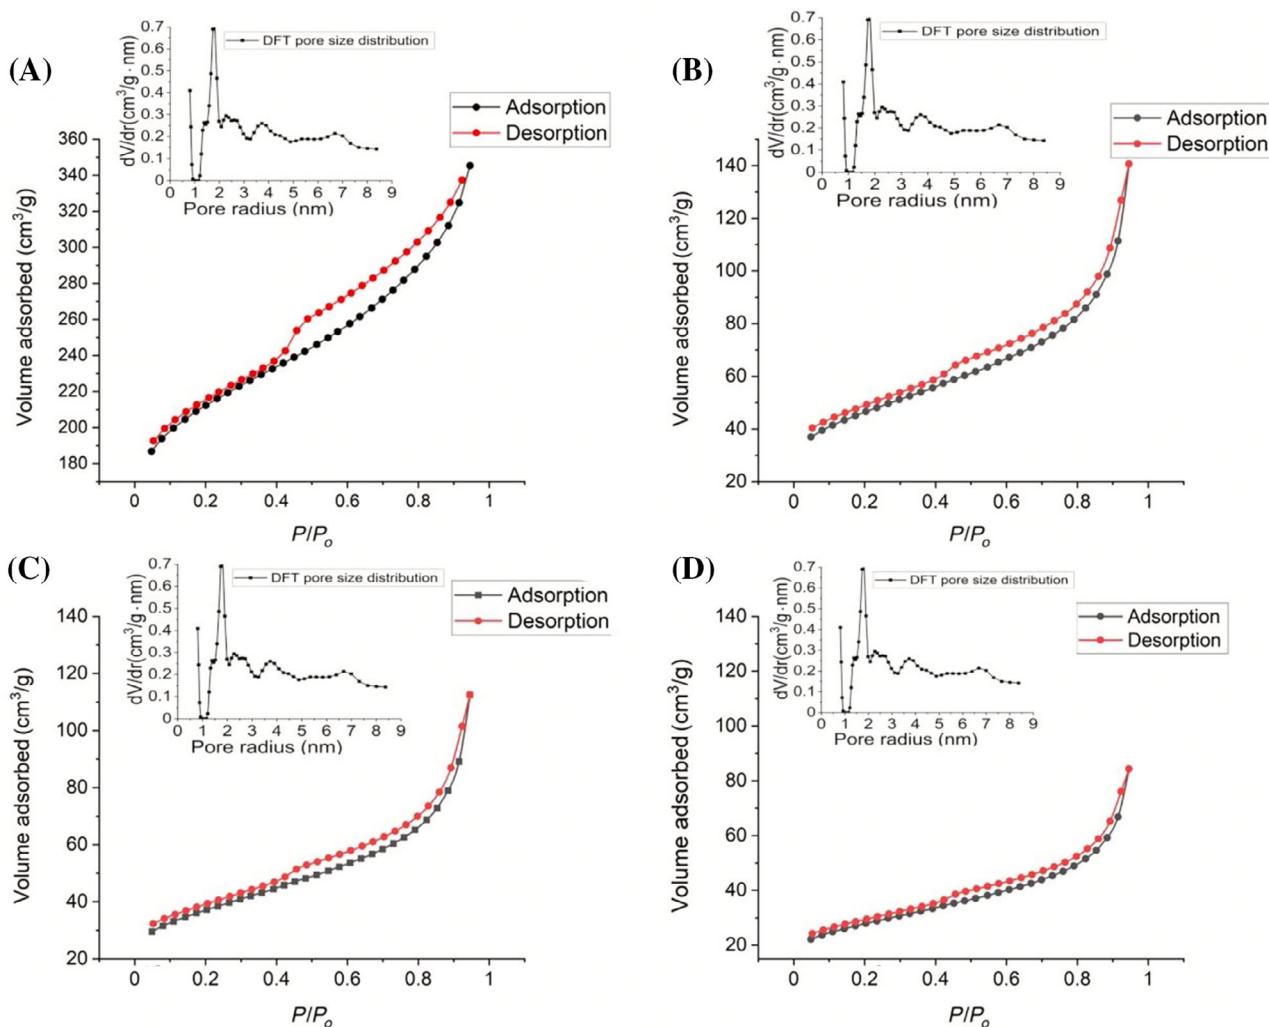 (A)
0.7
0.6
0.5
0.4
0.3
0.2
0.1
0
dV/dr(cm³/g·nm)
DFT pore size distribution
0 1 2 3 4 5 6 7 8 9
Pore radius (nm)
Adsorption
Desorption
360
340
320
300
280
260
240
220
200
180
Volume adsorbed (cm³/g)
0 0.2 0.4 0.6 0.8 1
P/Pₒ
(B)
0.7
0.6
0.5
0.4
0.3
0.2
0.1
0
dV/dr(cm³/g·nm)
DFT pore size distribution
0 1 2 3 4 5 6 7 8 9
Pore radius (nm)
Adsorption
Desorption
140
120
100
80
60
40
20
Volume adsorbed (cm³/g)
0 0.2 0.4 0.6 0.8 1
P/Pₒ
(C)
0.7
0.6
0.5
0.4
0.3
0.2
0.1
0
dV/dr(cm³/g·nm)
DFT pore size distribution
0 1 2 3 4 5 6 7 8 9
Pore radius (nm)
Adsorption
Desorption
140
120
100
80
60
40
20
Volume adsorbed (cm³/g)
0 0.2 0.4 0.6 0.8 1
P/Pₒ
(D)
0.7
0.6
0.5
0.4
0.3
0.2
0.1
0
dV/dr(cm³/g·nm)
DFT pore size distribution
0 1 2 3 4 5 6 7 8 9
Pore radius (nm)
Adsorption
Desorption
140
120
100
80
60
40
20
Volume adsorbed (cm³/g)
0 0.2 0.4 0.6 0.8 1
P/Pₒ